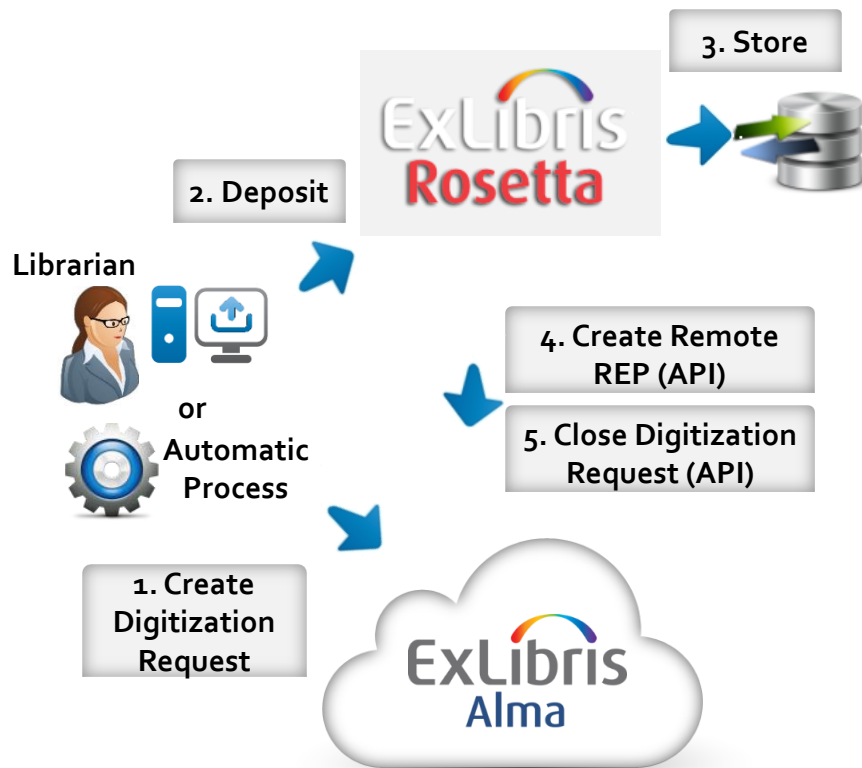 3. Store
ExLibris
Rosetta
2. Deposit
Librarian
or
Automatic
Process
4. Create Remote
REP (API)
5. Close Digitization
Request (API)
1. Create
Digitization
Request
ExLibris
Alma